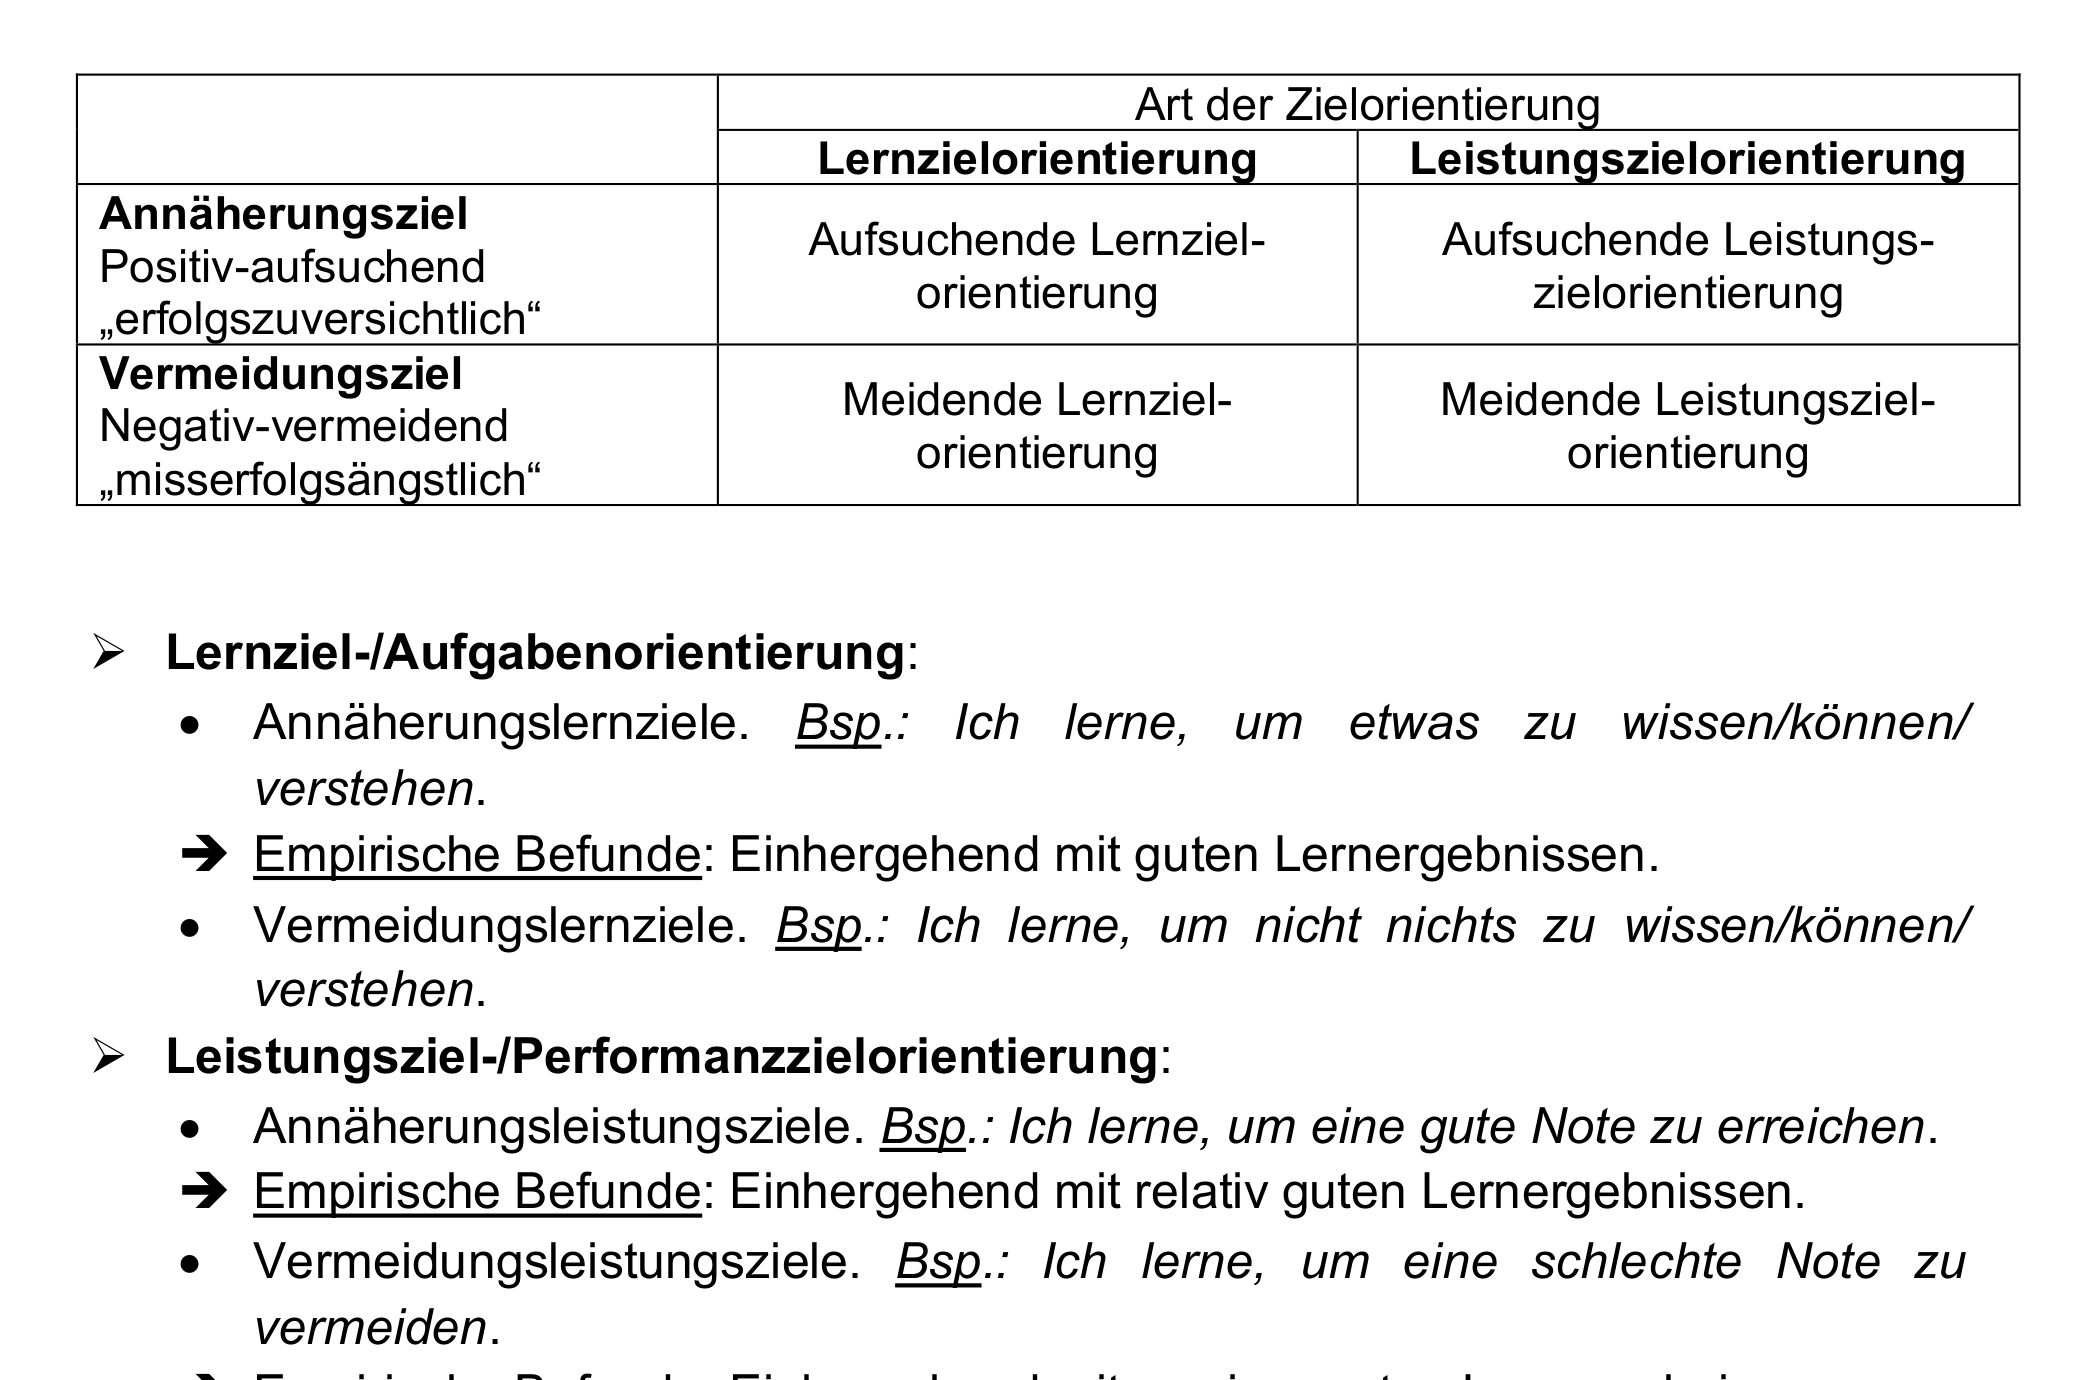 Art der Zielorientierung
Lernzielorientierung Leistungszielorientierung
Annäherungsziel
Positiv-aufsuchend
„erfolgszuversichtlich“
Aufsuchende Lernziel-
orientierung
Aufsuchende Leistungs-
zielorientierung
Vermeidungsziel
Negativ-vermeidend
„misserfolgsängstlich“
Meidende Lernziel-
orientierung
Meidende Leistungsziel-
orientierung
➢ Lernziel-/Aufgabenorientierung:
• Annäherungslernziele. Bsp.: Ich lerne, um etwas zu wissen/können/
verstehen.
➔ Empirische Befunde: Einhergehend mit guten Lernergebnissen.
• Vermeidungslernziele. Bsp.: Ich lerne, um nicht nichts zu wissen/können/
verstehen.
➢ Leistungsziel-/Performanzzielorientierung:
• Annäherungsleistungsziele. Bsp.: Ich lerne, um eine gute Note zu erreichen.
➔ Empirische Befunde: Einhergehend mit relativ guten Lernergebnissen.
• Vermeidungsleistungsziele. Bsp.: Ich lerne, um eine schlechte Note zu
vermeiden.